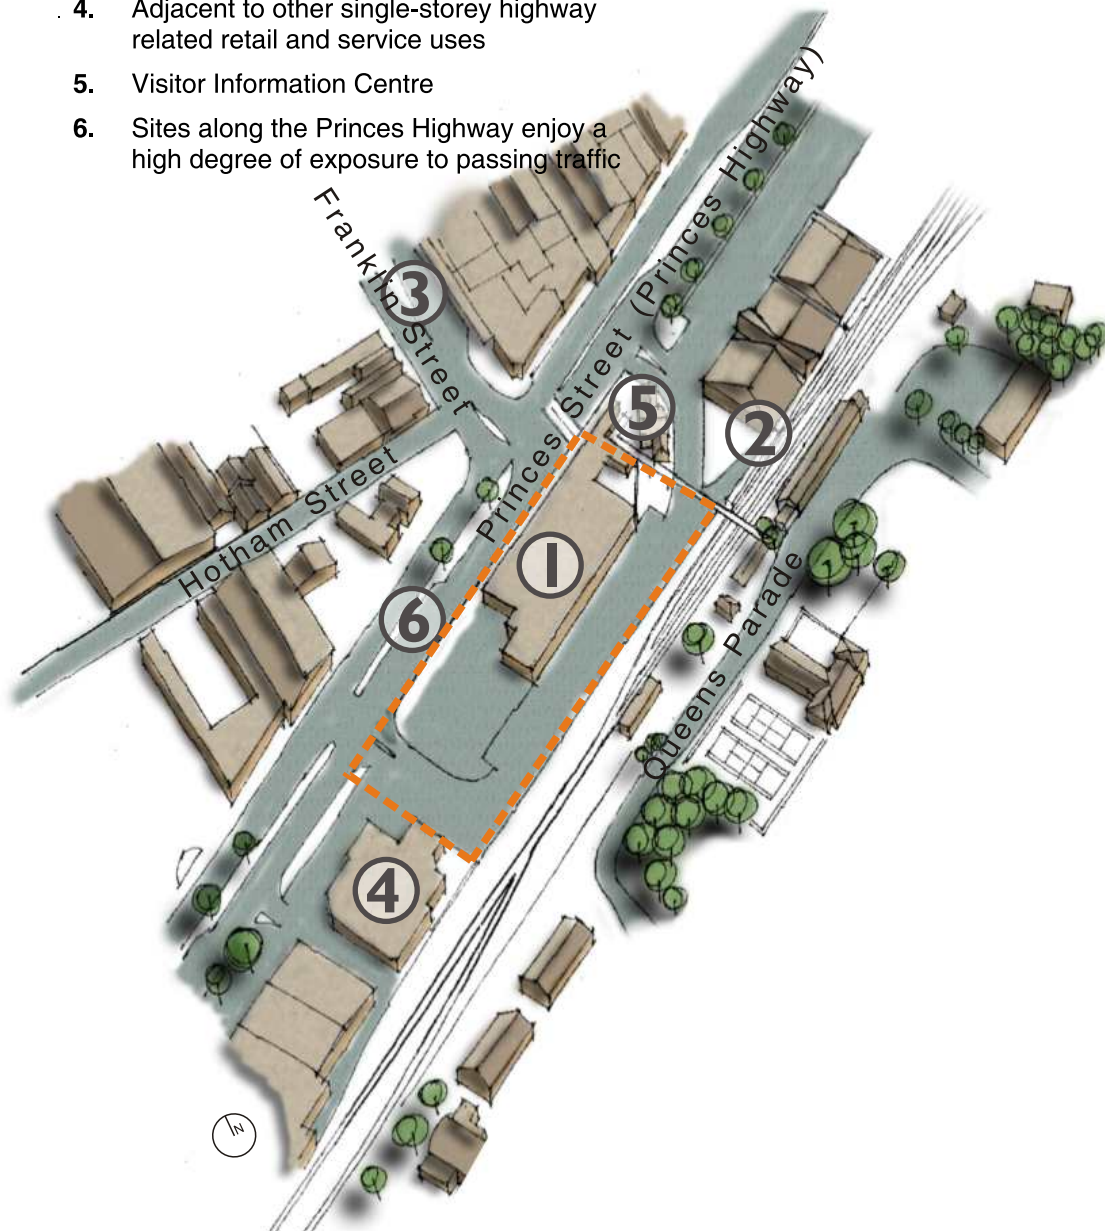 4. Adjacent to other single-storey highway
related retail and service uses
5. Visitor Information Centre
6. Sites along the Princes Highway enjoy a
high degree of exposure to passing traffic
Franklin Street
Princes Street (Princes Highway)
Hotham Street
Queens Parade
3
5
2
1
6
4
N